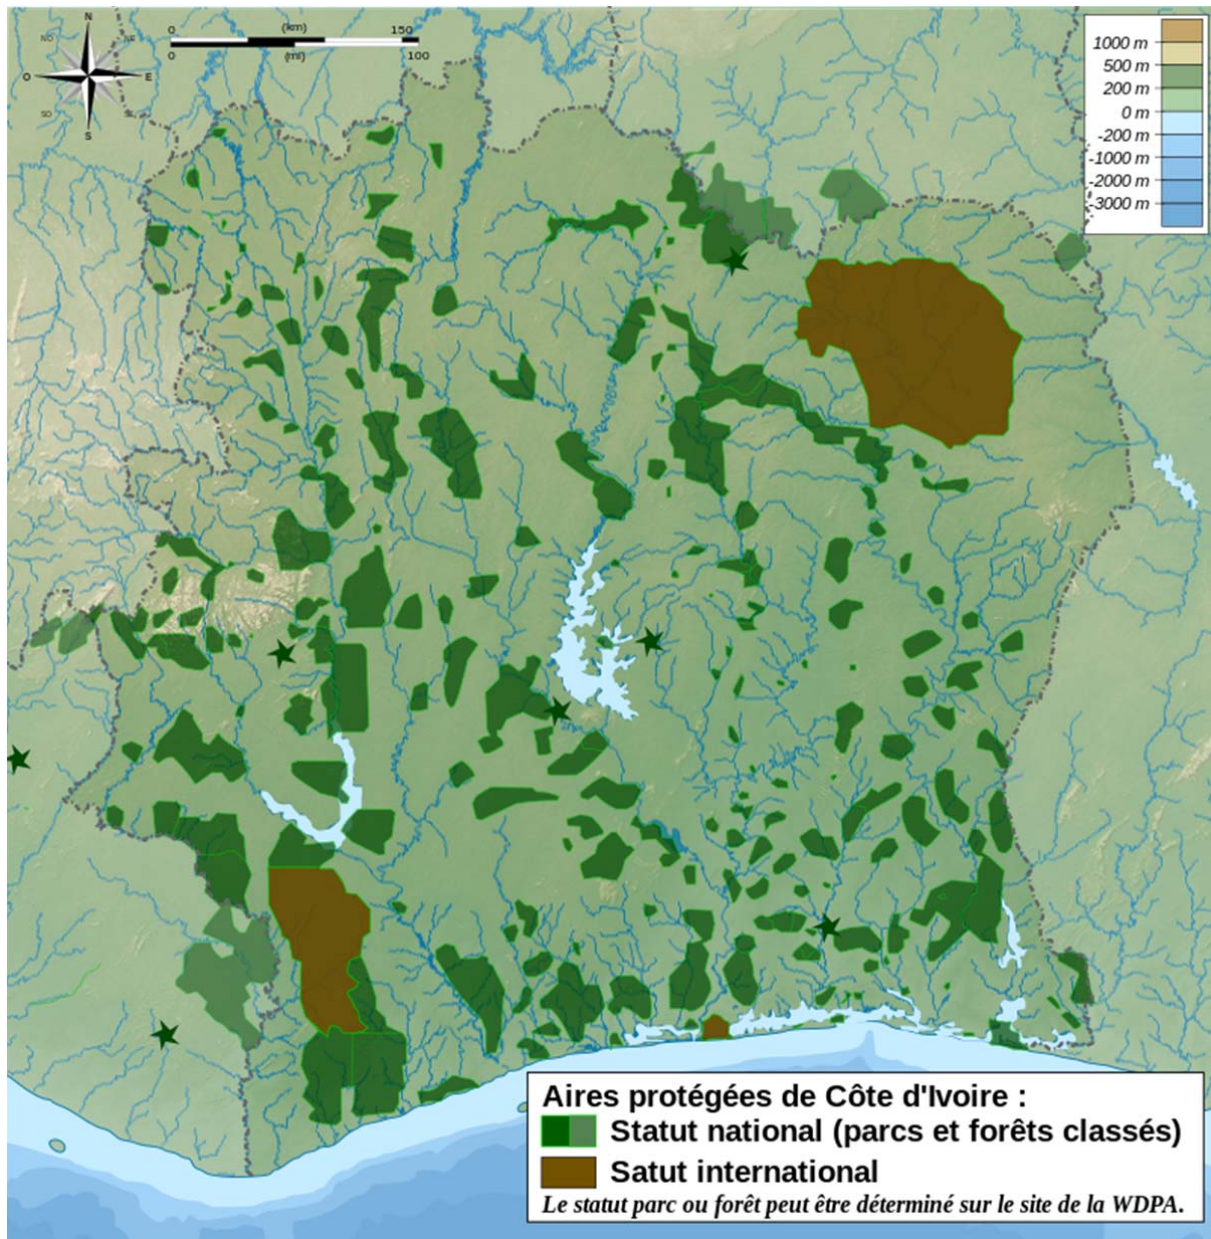 N
NO
NE
O
E
SO
SE
S
0 (km) 150
0 (mi) 100
1000 m
500 m
200 m
0 m
-200 m
-1000 m
-2000 m
-3000 m
Aires protégées de Côte d'Ivoire :
Statut national (parcs et forêts classés)
Satut international
Le statut parc ou forêt peut être déterminé sur le site de la WDPA.